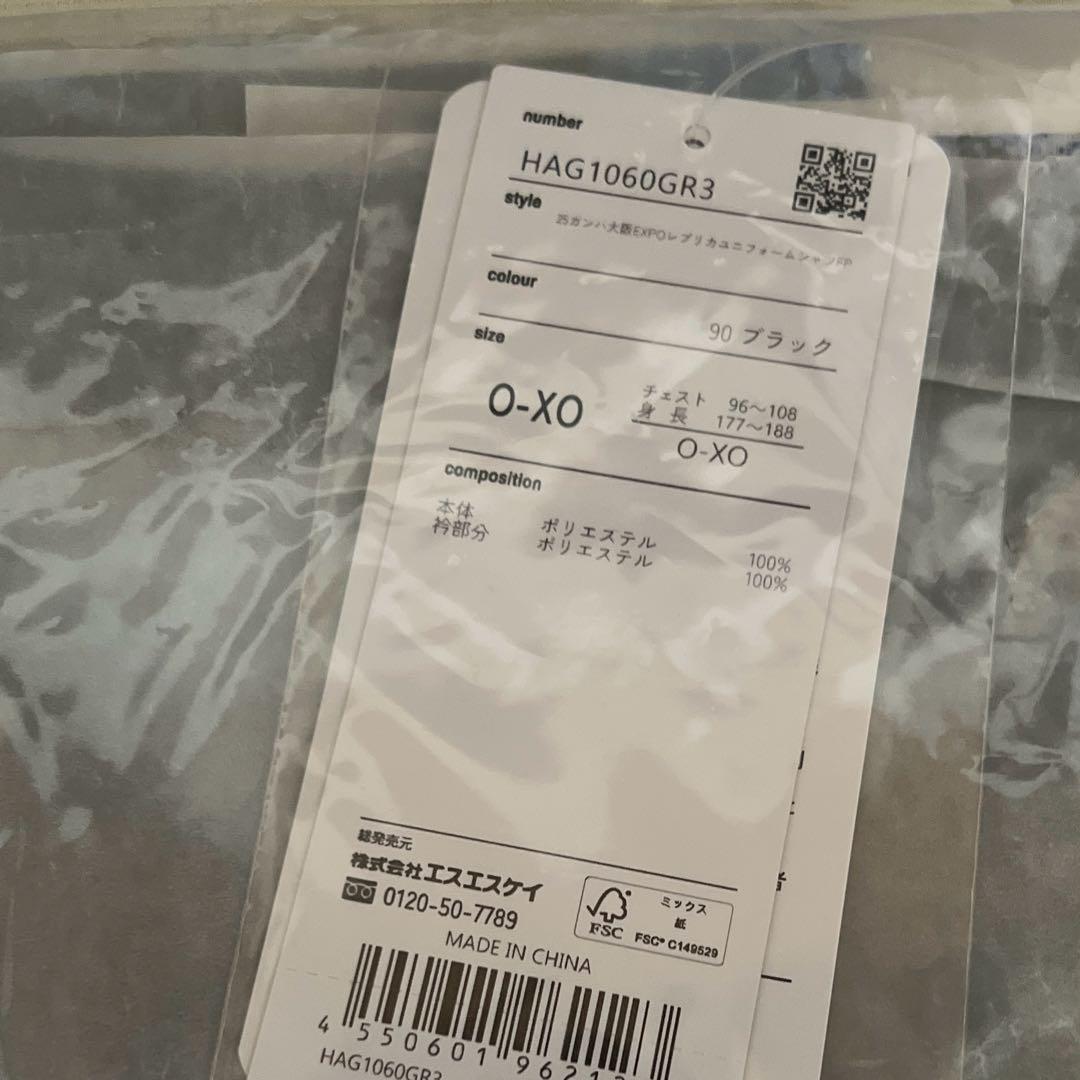 number
HAG1060GR3
style
25ガンバ大阪EXPOレプリカユニフォームシャツFP
colour
90 ブラック
size
O-XO
チェスト 96〜108
身 長 177〜188
O-XO
composition
本体 ポリエステル 100%
衿部分 ポリエステル 100%
総発売元
株式会社エスエスケイ
0120-50-7789
ミックス
紙
FSC
FSC® C149529
MADE IN CHINA
4 550601 9621
HAG1060GR3